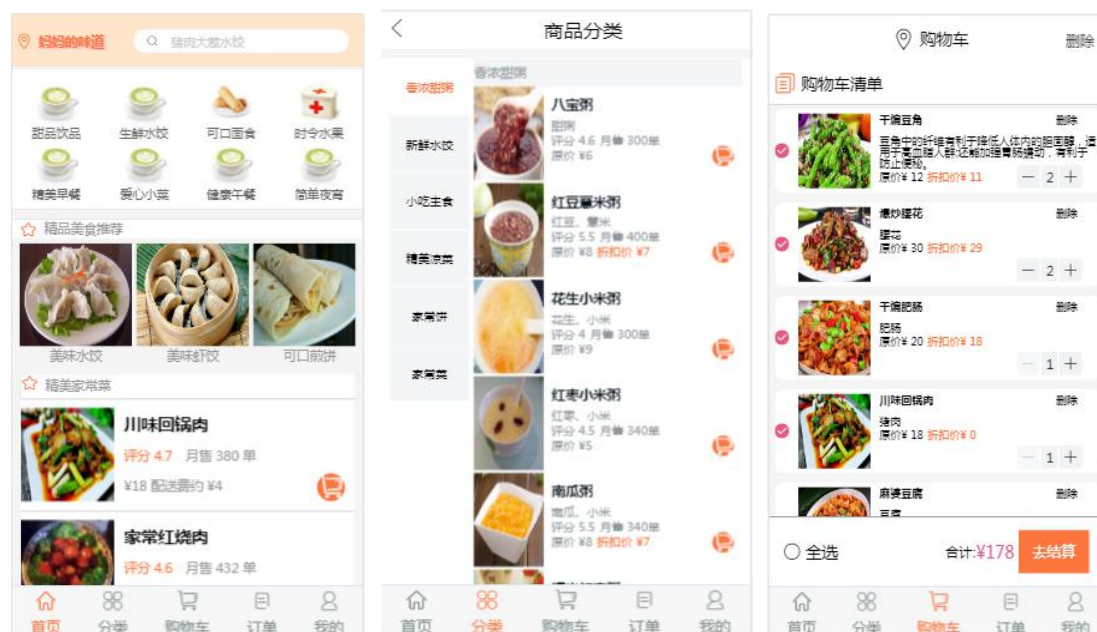 妈妈的味道
猪肉大葱水饺
甜品饮品
生鲜水饺
可口面食
时令水果
精美早餐
爱心小菜
健康午餐
简单夜宵
精品美食推荐
美味水饺
美味虾饺
可口煎饼
精美家常菜
川味回锅肉
评分 4.7 月售 380 单
¥18 配送费约 ¥4
家常红烧肉
评分 4.6 月售 432 单
首页
分类
购物车
订单
我的
商品分类
香浓甜粥
新鲜水饺
小吃主食
精美凉菜
家常饼
家常菜
香浓甜粥
八宝粥
甜粥
评分 4.6 月售 300单
原价 ¥6
红豆薏米粥
红豆、薏米
评分 5.5 月售 400单
原价 ¥8 折扣价 ¥7
花生小米粥
花生、小米
评分 4 月售 300单
原价 ¥9
红枣小米粥
红枣、小米
评分 4.5 月售 340单
原价 ¥5
南瓜粥
南瓜、小米
评分 5.5 月售 340单
原价 ¥8 折扣价 ¥7
首页
分类
购物车
订单
我的
购物车
删除
购物车清单
干煸豆角
删除
豆角中的纤维有利于降低人体内的胆固醇，适
用于高血脂人群;还能加强胃肠蠕动，有利于
防止便秘。
原价¥ 12 折扣价¥ 11
— 2 +
爆炒腰花
删除
腰花
原价¥ 30 折扣价¥ 29
— 2 +
干煸肥肠
删除
肥肠
原价¥ 20 折扣价¥ 18
— 1 +
川味回锅肉
删除
猪肉
原价¥ 18 折扣价¥ 0
— 1 +
麻婆豆腐
删除
豆腐
全选
合计:¥178
去结算
首页
分类
购物车
订单
我的